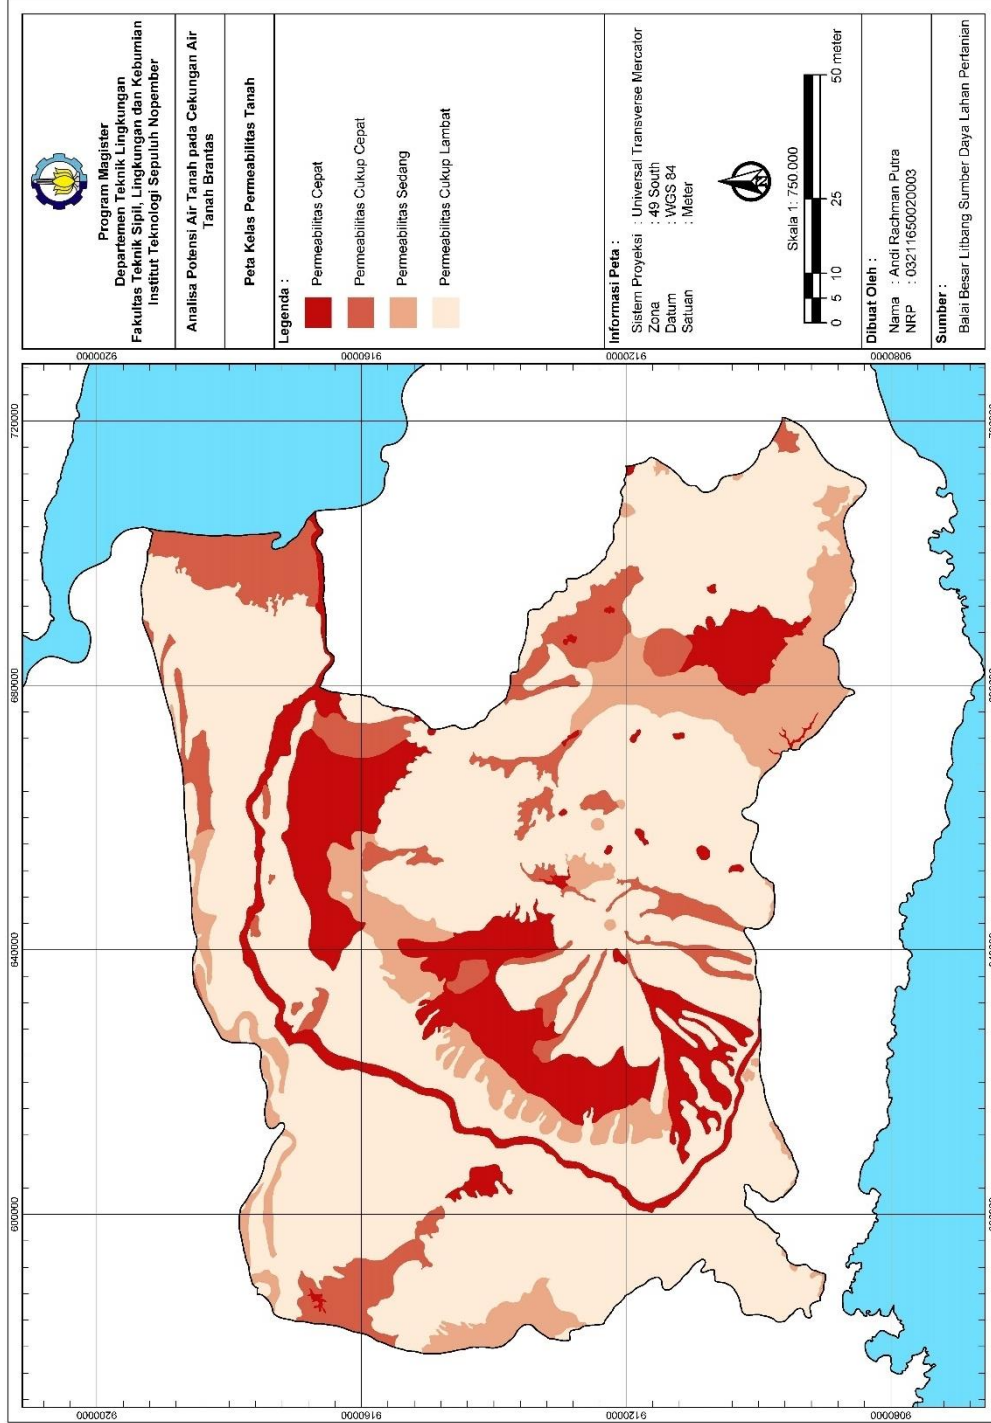 Program Magister
Departemen Teknik Lingkungan
Fakultas Teknik Sipil, Lingkungan dan Kebumian
Institut Teknologi Sepuluh Nopember
Analisa Potensi Air Tanah pada Cekungan Air
Tanah Brantas
Peta Kelas Permeabilitas Tanah
Legenda :
Permeabilitas Cepat
Permeabilitas Cukup Cepat
Permeabilitas Sedang
Permeabilitas Cukup Lambat
Informasi Peta :
Sistem Proyeksi : Universal Transverse Mercator
Zona : 49 South
Datum : WGS 84
Satuan : Meter
N
Skala 1: 750 000
0 5 10 25 50 meter
Dibuat Oleh :
Nama : Andi Rachman Putra
NRP : 03211650020003
Sumber :
Balai Besar Litbang Sumber Daya Lahan Pertanian
600000 640000 680000 720000
9200000 9200000
9160000 9160000
9120000 9120000
9080000 9080000